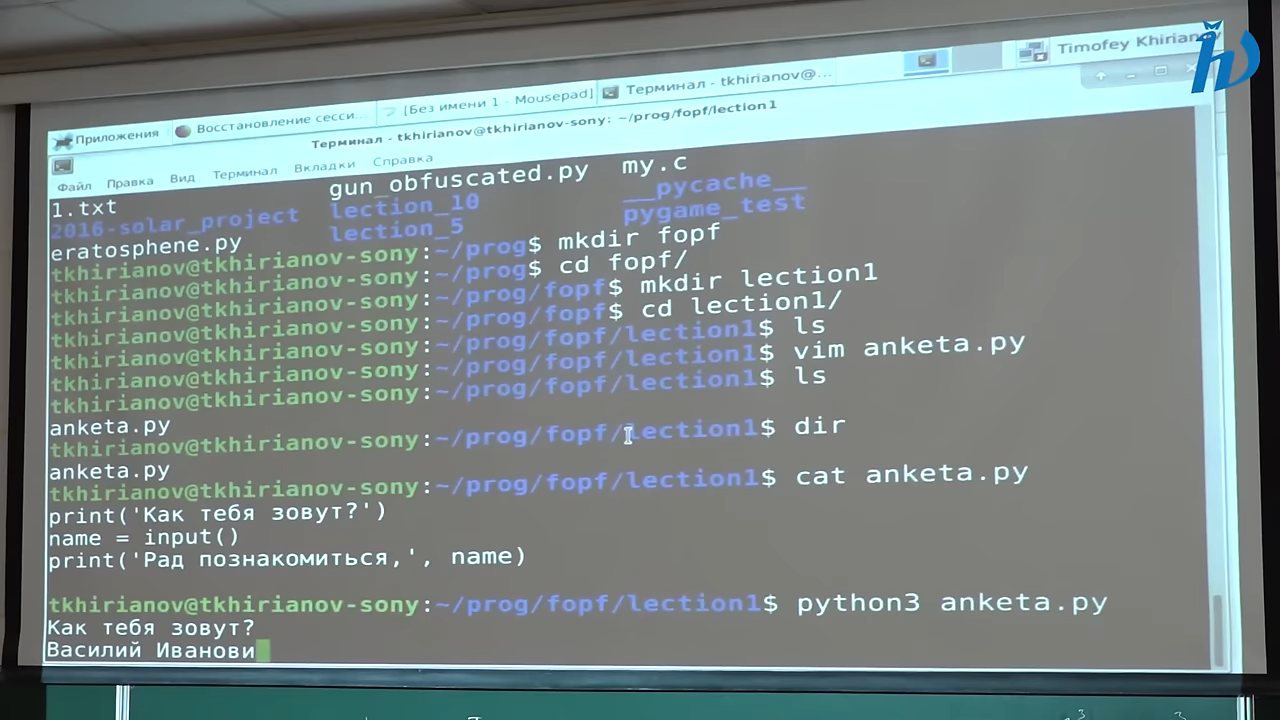 Timofey Khirianov
Приложения
Восстановление сесси...
[Без имени 1 - Mousepad]
Терминал - tkhirianov@...
Терминал - tkhirianov@tkhirianov-sony: ~/prog/fopf/lection1
Файл Правка Вид Терминал Вкладки Справка
1.txt gun_obfuscated.py my.c
2016-solar_project lection_10 __pycache__
eratosphene.py lection_5 pygame_test
tkhirianov@tkhirianov-sony:~/prog$ mkdir fopf
tkhirianov@tkhirianov-sony:~/prog$ cd fopf/
tkhirianov@tkhirianov-sony:~/prog/fopf$ mkdir lection1
tkhirianov@tkhirianov-sony:~/prog/fopf$ cd lection1/
tkhirianov@tkhirianov-sony:~/prog/fopf/lection1$ ls
tkhirianov@tkhirianov-sony:~/prog/fopf/lection1$ vim anketa.py
tkhirianov@tkhirianov-sony:~/prog/fopf/lection1$ ls
anketa.py
tkhirianov@tkhirianov-sony:~/prog/fopf/lection1$ dir
anketa.py
tkhirianov@tkhirianov-sony:~/prog/fopf/lection1$ cat anketa.py
print('Как тебя зовут?')
name = input()
print('Рад познакомиться,', name)
tkhirianov@tkhirianov-sony:~/prog/fopf/lection1$ python3 anketa.py
Как тебя зовут?
Василий Иванови